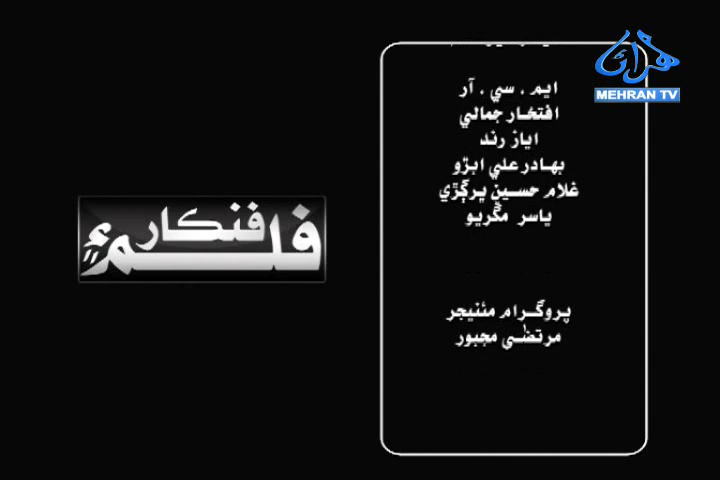 مهراڻ
MEHRAN TV
ايم . سي . آر
افتخار جمالي
اياز رند
بهادر علي ابڙو
غلام حسين پرڳڙي
ياسر مگريو
فلم ۽ فنڪار
پروگرام مئنيجر
مرتضيٰ مجبور